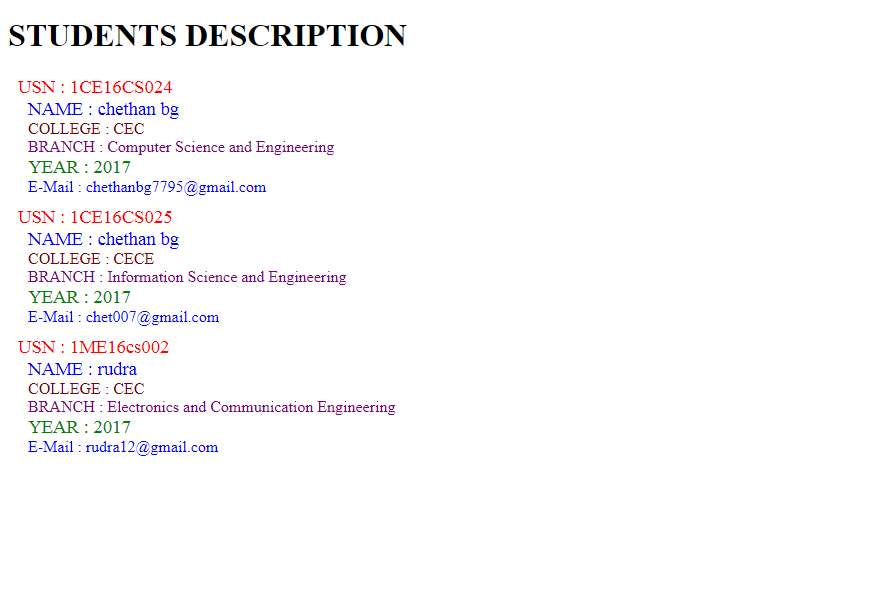 STUDENTS DESCRIPTION
USN : 1CE16CS024
NAME : chethan bg
COLLEGE : CEC
BRANCH : Computer Science and Engineering
YEAR : 2017
E-Mail : chethanbg7795@gmail.com
USN : 1CE16CS025
NAME : chethan bg
COLLEGE : CECE
BRANCH : Information Science and Engineering
YEAR : 2017
E-Mail : chet007@gmail.com
USN : 1ME16cs002
NAME : rudra
COLLEGE : CEC
BRANCH : Electronics and Communication Engineering
YEAR : 2017
E-Mail : rudra12@gmail.com